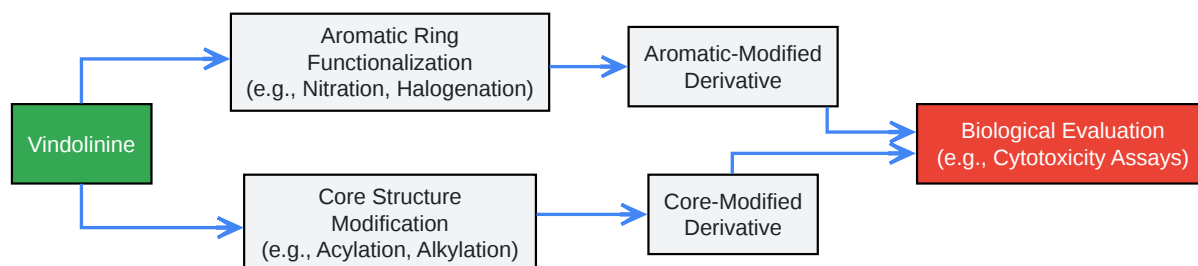 Vindolinine
Aromatic Ring
Functionalization
(e.g., Nitration, Halogenation)
Aromatic-Modified
Derivative
Core Structure
Modification
(e.g., Acylation, Alkylation)
Core-Modified
Derivative
Biological Evaluation
(e.g., Cytotoxicity Assays)